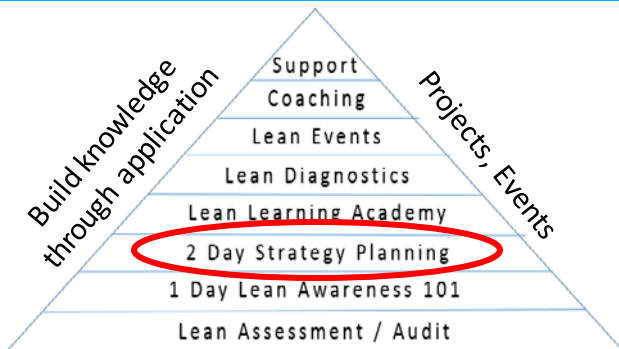 Support
Coaching
Lean Events
Lean Diagnostics
Lean Learning Academy
2 Day Strategy Planning
1 Day Lean Awareness 101
Lean Assessment / Audit
Build knowledge
through application
Projects, Events